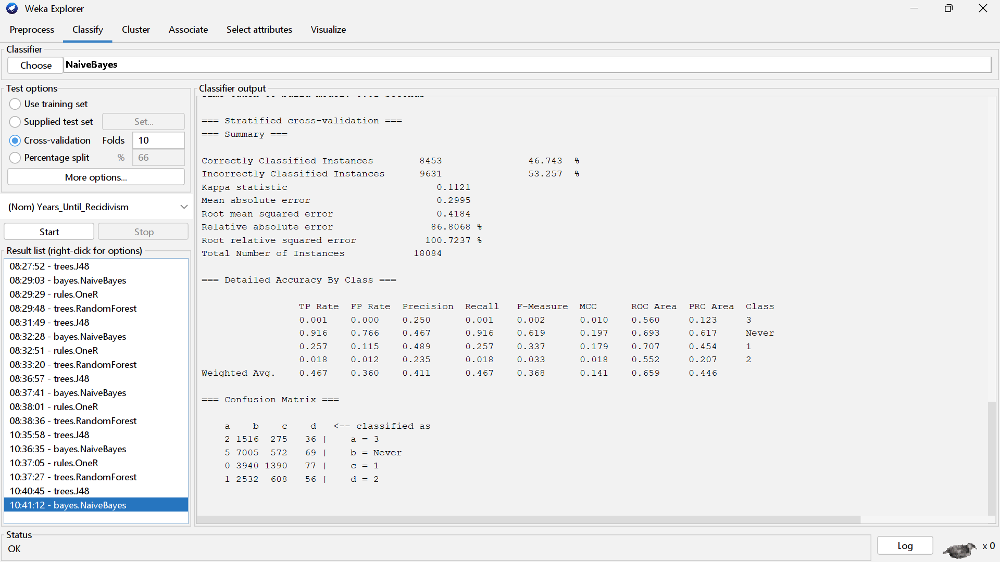 Weka Explorer
Preprocess Classify Cluster Associate Select attributes Visualize
Classifier
Choose NaiveBayes
Test options
Use training set
Supplied test set Set...
Cross-validation Folds 10
Percentage split % 66
More options...
(Nom) Years_Until_Recidivism
Start Stop
Result list (right-click for options)
08:27:52 - trees.J48
08:29:03 - bayes.NaiveBayes
08:29:29 - rules.OneR
08:29:48 - trees.RandomForest
08:31:49 - trees.J48
08:32:28 - bayes.NaiveBayes
08:32:51 - rules.OneR
08:33:20 - trees.RandomForest
08:36:57 - trees.J48
08:37:41 - bayes.NaiveBayes
08:38:01 - rules.OneR
08:38:36 - trees.RandomForest
10:35:58 - trees.J48
10:36:35 - bayes.NaiveBayes
10:37:05 - rules.OneR
10:37:27 - trees.RandomForest
10:40:45 - trees.J48
10:41:12 - bayes.NaiveBayes
Classifier output
=== Stratified cross-validation ===
=== Summary ===
Correctly Classified Instances 8453 46.743 %
Incorrectly Classified Instances 9631 53.257 %
Kappa statistic 0.1121
Mean absolute error 0.2995
Root mean squared error 0.4184
Relative absolute error 86.8068 %
Root relative squared error 100.7237 %
Total Number of Instances 18084
=== Detailed Accuracy By Class ===
TP Rate FP Rate Precision Recall F-Measure MCC ROC Area PRC Area Class
0.001 0.000 0.250 0.001 0.002 0.010 0.560 0.123 3
0.916 0.766 0.467 0.916 0.619 0.197 0.693 0.617 Never
0.257 0.115 0.489 0.257 0.337 0.179 0.707 0.454 1
0.018 0.012 0.235 0.018 0.033 0.018 0.552 0.207 2
Weighted Avg. 0.467 0.360 0.411 0.467 0.368 0.141 0.659 0.446
=== Confusion Matrix ===
a b c d <-- classified as
2 1516 275 36 | a = 3
5 7005 572 69 | b = Never
0 3940 1390 77 | c = 1
1 2532 608 56 | d = 2
Status
OK
Log x 0